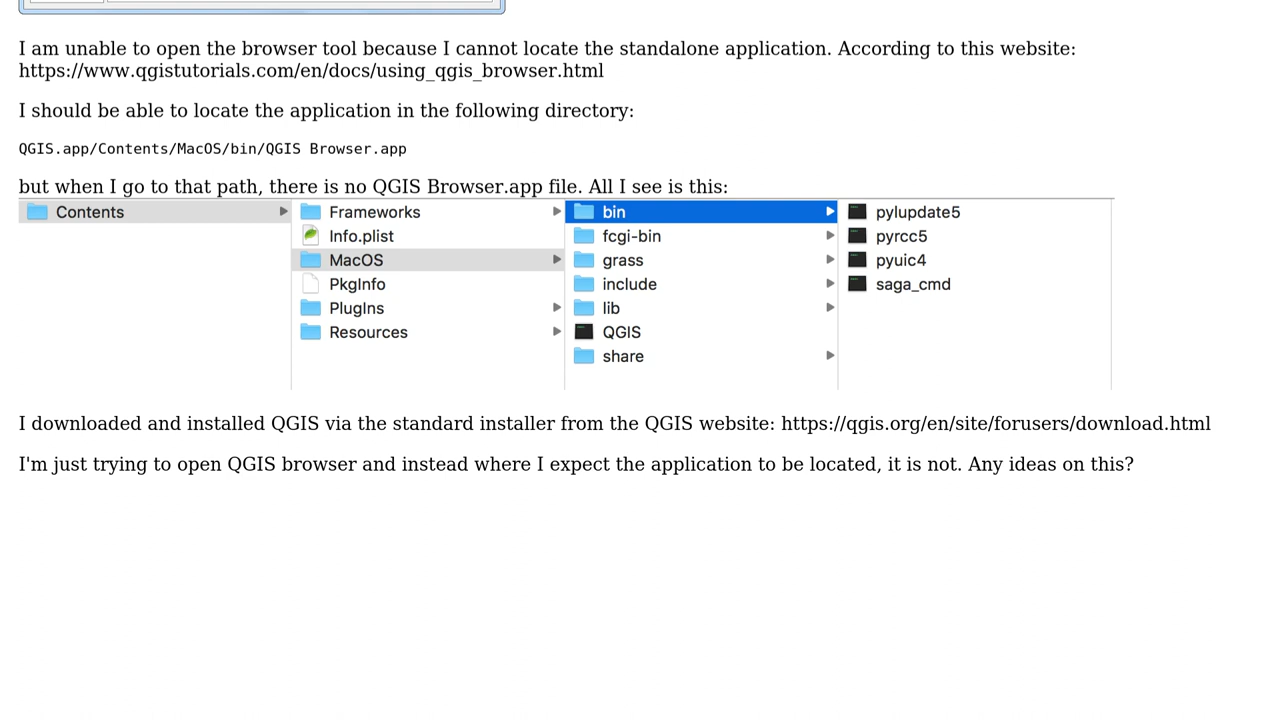 I am unable to open the browser tool because I cannot locate the standalone application. According to this website:
https://www.qgistutorials.com/en/docs/using_qgis_browser.html
I should be able to locate the application in the following directory:
QGIS.app/Contents/MacOS/bin/QGIS Browser.app
but when I go to that path, there is no QGIS Browser.app file. All I see is this:
Contents
Frameworks
Info.plist
MacOS
PkgInfo
PlugIns
Resources
bin
fcgi-bin
grass
include
lib
QGIS
share
pylupdate5
pyrcc5
pyuic4
saga_cmd
I downloaded and installed QGIS via the standard installer from the QGIS website: https://qgis.org/en/site/forusers/download.html
I'm just trying to open QGIS browser and instead where I expect the application to be located, it is not. Any ideas on this?